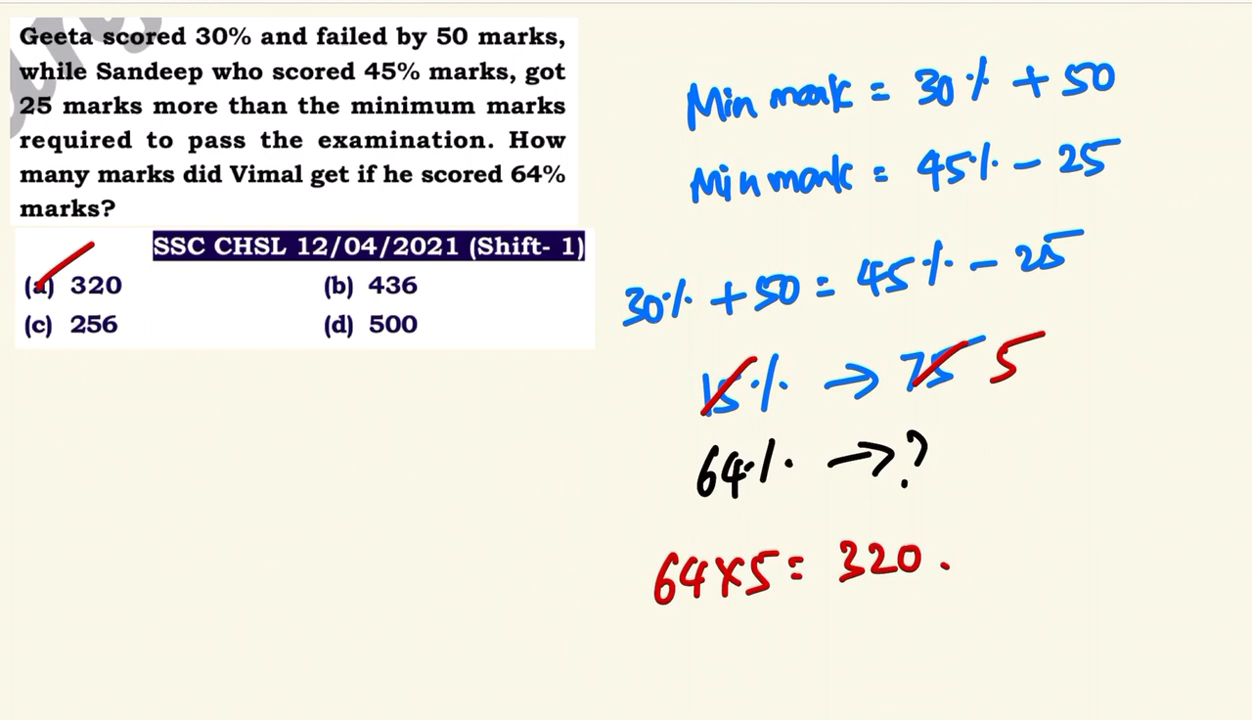 Geeta scored 30% and failed by 50 marks,
while Sandeep who scored 45% marks, got
25 marks more than the minimum marks
required to pass the examination. How
many marks did Vimal get if he scored 64%
marks?
SSC CHSL 12/04/2021 (Shift- 1)
(a) 320 (b) 436
(c) 256 (d) 500
Min mark = 30% + 50
Min mark = 45% - 25
30% + 50 = 45% - 25
15% → 75 5
64% → ?
64 x 5 = 320.